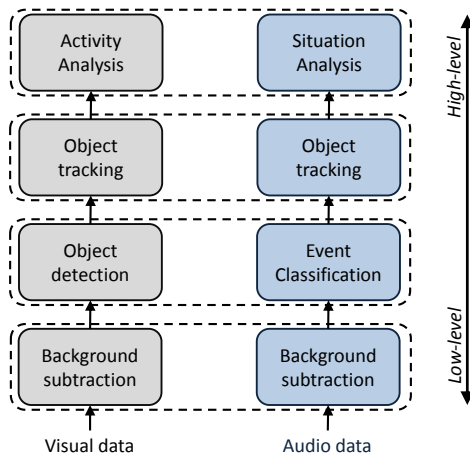 Activity
Analysis
Situation
Analysis
High-level
Object
tracking
Object
tracking
Object
detection
Event
Classification
Background
subtraction
Background
subtraction
Low-level
Visual data
Audio data